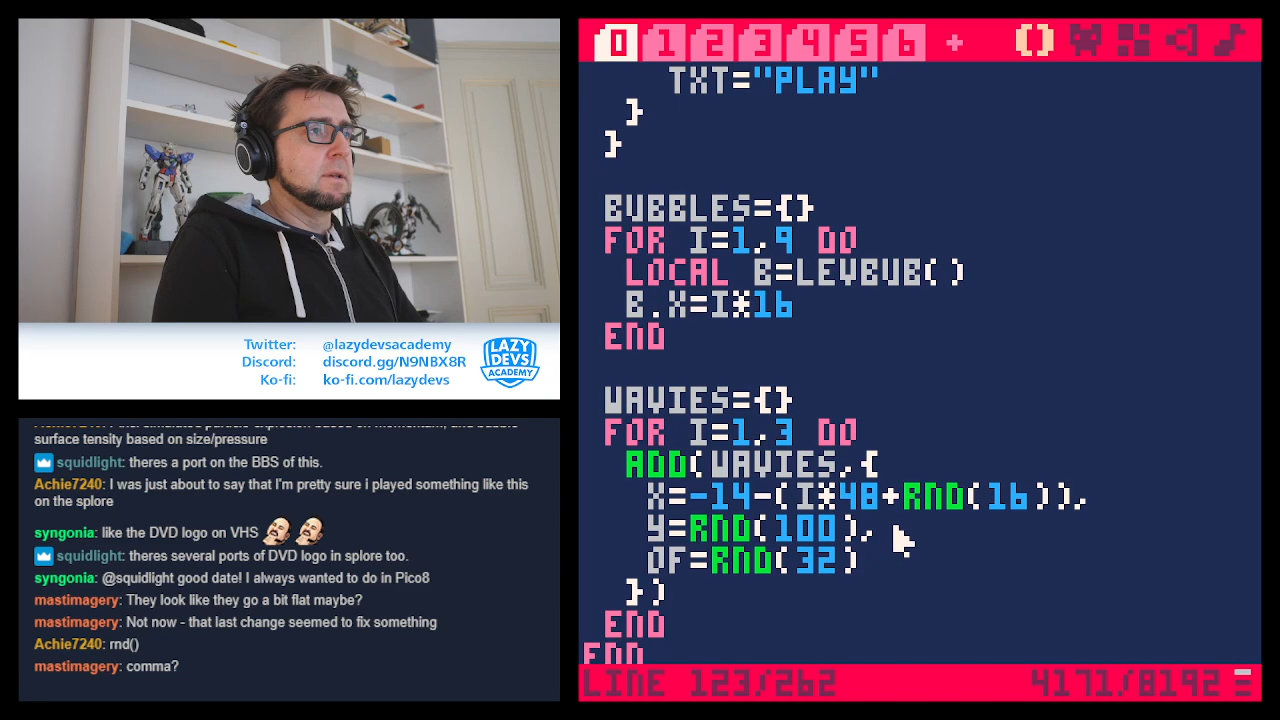 Twitter: @lazydevsacademy
Discord: discord.gg/N9NBX8R
Ko-fi: ko-fi.com/lazydevs
LAZY
DEVS
ACADEMY
surface tensity based on size/pressure
squidlight: theres a port on the BBS of this.
Achie7240: I was just about to say that I'm pretty sure i played something like this
on the splore
syngonia: like the DVD logo on VHS
squidlight: theres several ports of DVD logo in splore too.
syngonia: @squidlight good date! I always wanted to do in Pico8
mastimagery: They look like they go a bit flat maybe?
mastimagery: Not now - that last change seemed to fix something
Achie7240: rnd()
mastimagery: comma?
0 1 2 3 4 5 6 +
TXT="PLAY"
}
}
BUBBLES={}
FOR I=1,9 DO
LOCAL B=LEVBUB()
B.X=I*16
END
WAVIES={}
FOR I=1,3 DO
ADD(WAVIES,{
X=-14-(I*48+RND(16)),
Y=RND(100),
OF=RND(32)
})
END
END
LINE 123/262 4171/8192